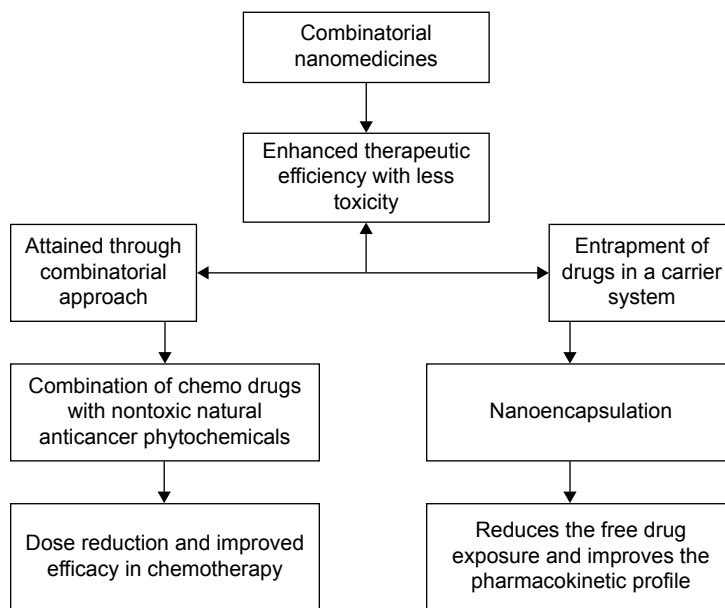 Combinatorial
nanomedicines
Enhanced therapeutic
efficiency with less
toxicity
Attained through
combinatorial
approach
Entrapment of
drugs in a carrier
system
Combination of chemo drugs
with nontoxic natural
anticancer phytochemicals
Nanoencapsulation
Dose reduction and improved
efficacy in chemotherapy
Reduces the free drug
exposure and improves the
pharmacokinetic profile